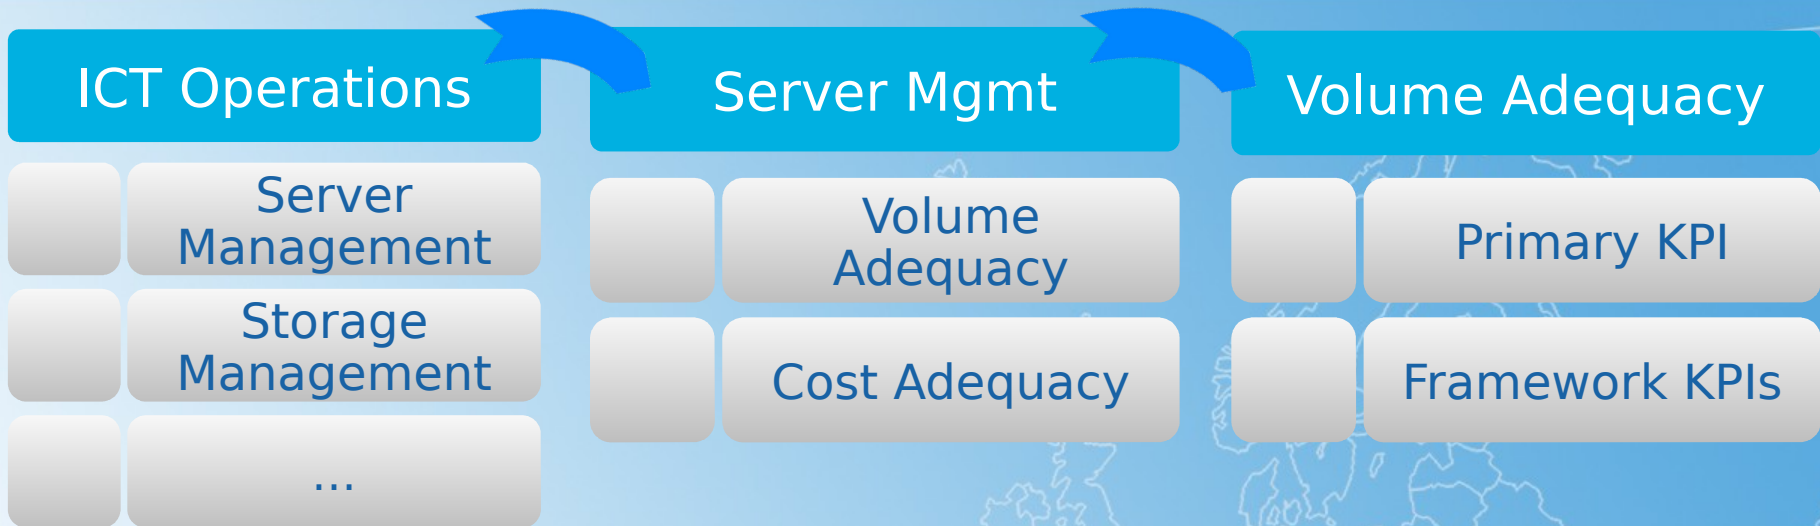 ICT Operations
Server
Management
Storage
Management
...
Server Mgmt
Volume
Adequacy
Cost Adequacy
Volume Adequacy
Primary KPI
Framework KPIs